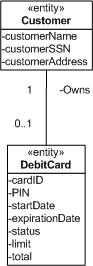 «entity»
Customer
-customerName
-customerSSN
-customerAddress
1 -Owns
0..1
«entity»
DebitCard
-cardID
-PIN
-startDate
-expirationDate
-status
-limit
-total